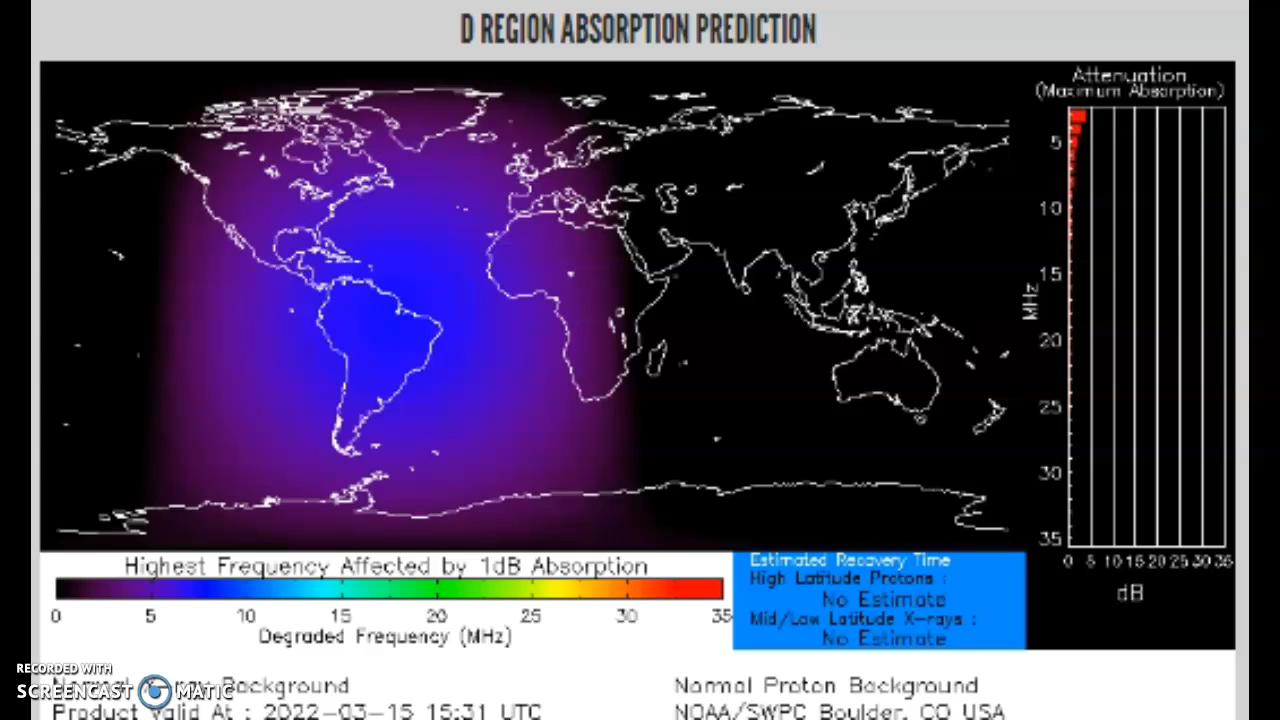 D REGION ABSORPTION PREDICTION
Attenuation
(Maximum Absorption)
5
10
15
20
25
30
35
MHz
0 5 10 15 20 25 30 35
dB
Highest Frequency Affected by 1dB Absorption
0 5 10 15 20 25 30 35
Degraded Frequency (MHz)
Estimated Recovery Time
High Latitude Protons :
No Estimate
Mid/Low Latitude X-rays :
No Estimate
RECORDED WITH
SCREENCAST MATIC
Normal X-ray Background
Normal Proton Background
Product Valid At : 2022-03-15 15:31 UTC
NOAA/SWPC Boulder, CO USA